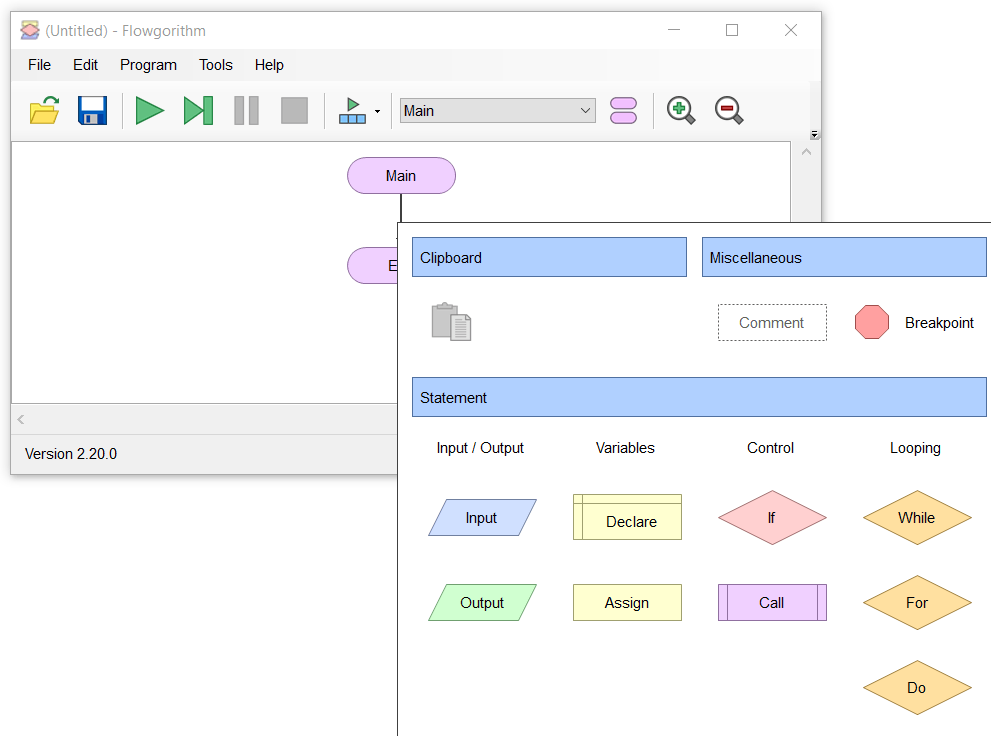 (Untitled) - Flowgorithm
File Edit Program Tools Help
Main
Main
E
Clipboard Miscellaneous
Comment Breakpoint
Statement
Input / Output Variables Control Looping
Version 2.20.0
Input Declare If While
Output Assign Call For
Do